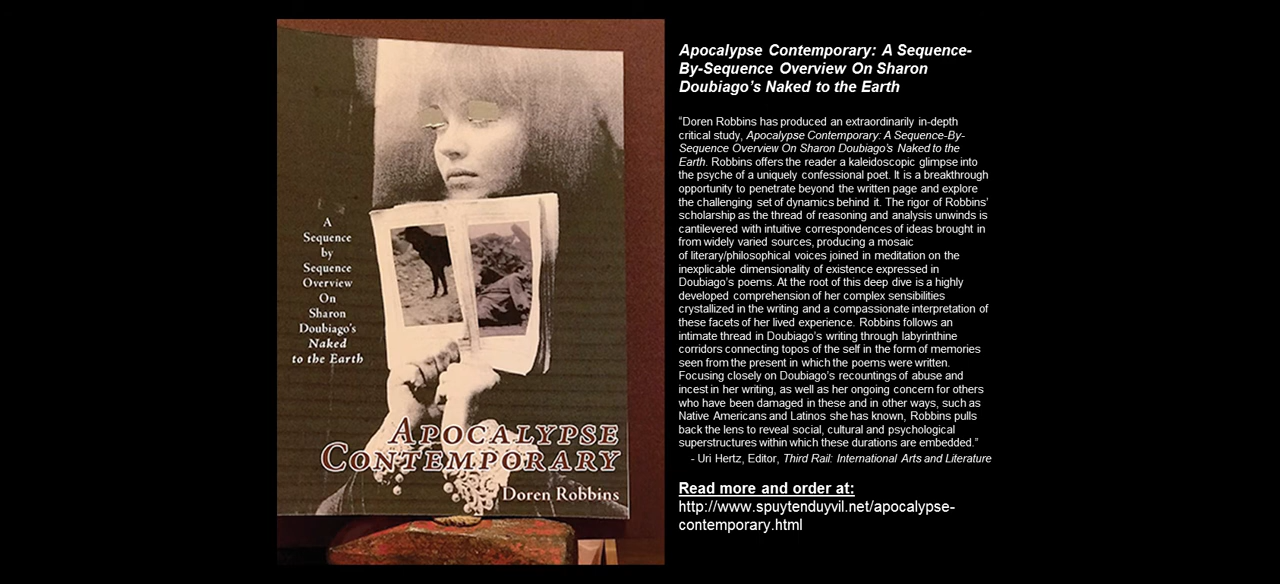 A
Sequence
by
Sequence
Overview
On
Sharon
Doubiago's
Naked
to the Earth
APOCALYPSE
CONTEMPORARY
Doren Robbins
Apocalypse Contemporary: A Sequence-
By-Sequence Overview On Sharon
Doubiago's Naked to the Earth
"Doren Robbins has produced an extraordinarily in-depth
critical study, Apocalypse Contemporary: A Sequence-By-
Sequence Overview On Sharon Doubiago's Naked to the
Earth. Robbins offers the reader a kaleidoscopic glimpse into
the psyche of a uniquely confessional poet. It is a breakthrough
opportunity to penetrate beyond the written page and explore
the challenging set of dynamics behind it. The rigor of Robbins'
scholarship as the thread of reasoning and analysis unwinds is
cantilevered with intuitive correspondences of ideas brought in
from widely varied sources, producing a mosaic
of literary/philosophical voices joined in meditation on the
inexplicable dimensionality of existence expressed in
Doubiago's poems. At the root of this deep dive is a highly
developed comprehension of her complex sensibilities
crystallized in the writing and a compassionate interpretation of
these facets of her lived experience. Robbins follows an
intimate thread in Doubiago's writing through labyrinthine
corridors connecting topos of the self in the form of memories
seen from the present in which the poems were written.
Focusing closely on Doubiago's recountings of abuse and
incest in her writing, as well as her ongoing concern for others
who have been damaged in these and in other ways, such as
Native Americans and Latinos she has known, Robbins pulls
back the lens to reveal social, cultural and psychological
superstructures within which these durations are embedded."
- Uri Hertz, Editor, Third Rail: International Arts and Literature
Read more and order at:
http://www.spuytenduyvil.net/apocalypse-
contemporary.html